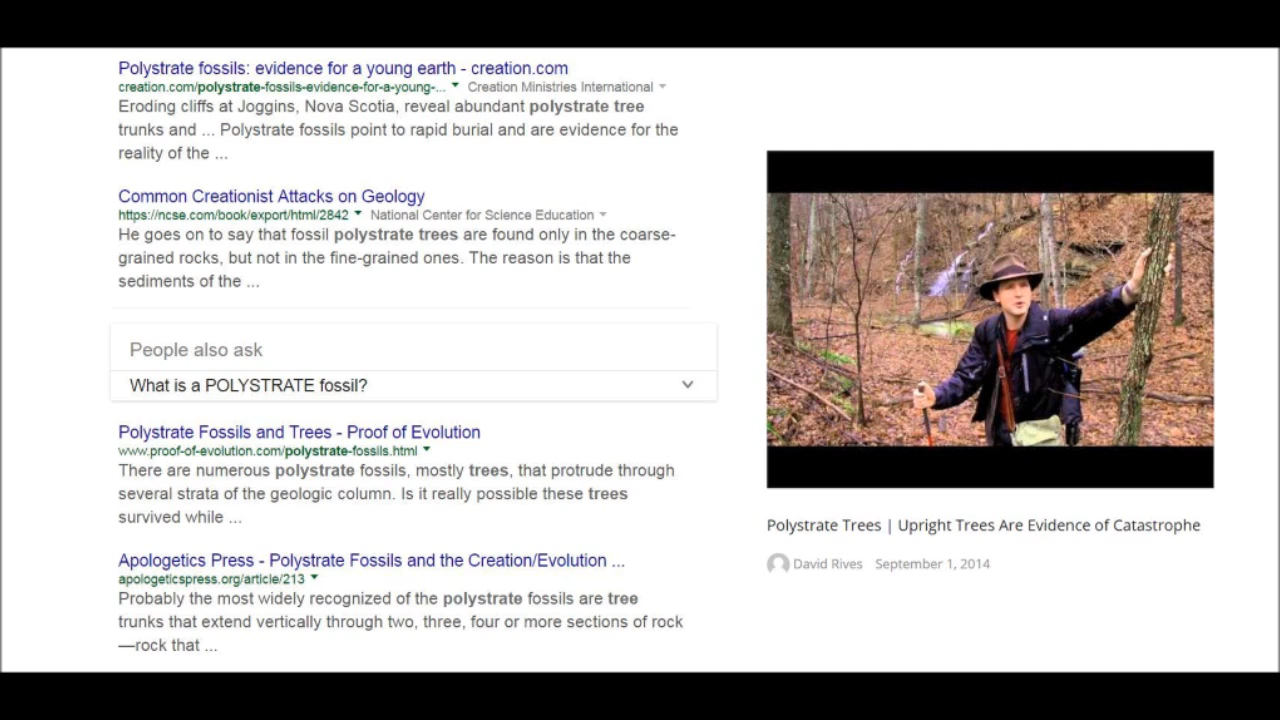 Polystrate fossils: evidence for a young earth - creation.com
creation.com/polystrate-fossils-evidence-for-a-young-... Creation Ministries International
Eroding cliffs at Joggins, Nova Scotia, reveal abundant polystrate tree
trunks and ... Polystrate fossils point to rapid burial and are evidence for the
reality of the ...
Common Creationist Attacks on Geology
https://ncse.com/book/export/html/2842 National Center for Science Education
He goes on to say that fossil polystrate trees are found only in the coarse-
grained rocks, but not in the fine-grained ones. The reason is that the
sediments of the ...
People also ask
What is a POLYSTRATE fossil?
Polystrate Fossils and Trees - Proof of Evolution
www.proof-of-evolution.com/polystrate-fossils.html
There are numerous polystrate fossils, mostly trees, that protrude through
several strata of the geologic column. Is it really possible these trees
survived while ...
Apologetics Press - Polystrate Fossils and the Creation/Evolution ...
apologeticspress.org/article/213
Probably the most widely recognized of the polystrate fossils are tree
trunks that extend vertically through two, three, four or more sections of rock
—rock that ...
Polystrate Trees | Upright Trees Are Evidence of Catastrophe
David Rives September 1, 2014